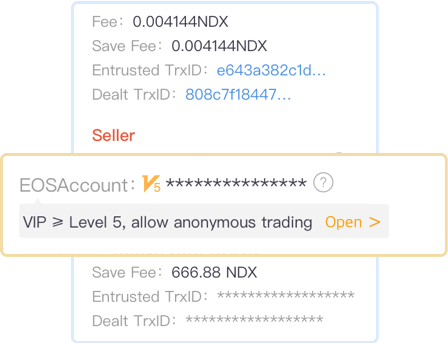 Fee: 0.004144NDX
Save Fee: 0.004144NDX
Entrusted TrxID: e643a382c1d...
Dealt TrxID: 808c7f18447...
Seller
EOSAccount: V5 *************** ?
VIP ≥ Level 5, allow anonymous trading Open >
Save Fee: 666.88 NDX
Entrusted TrxID: ******************
Dealt TrxID: ******************